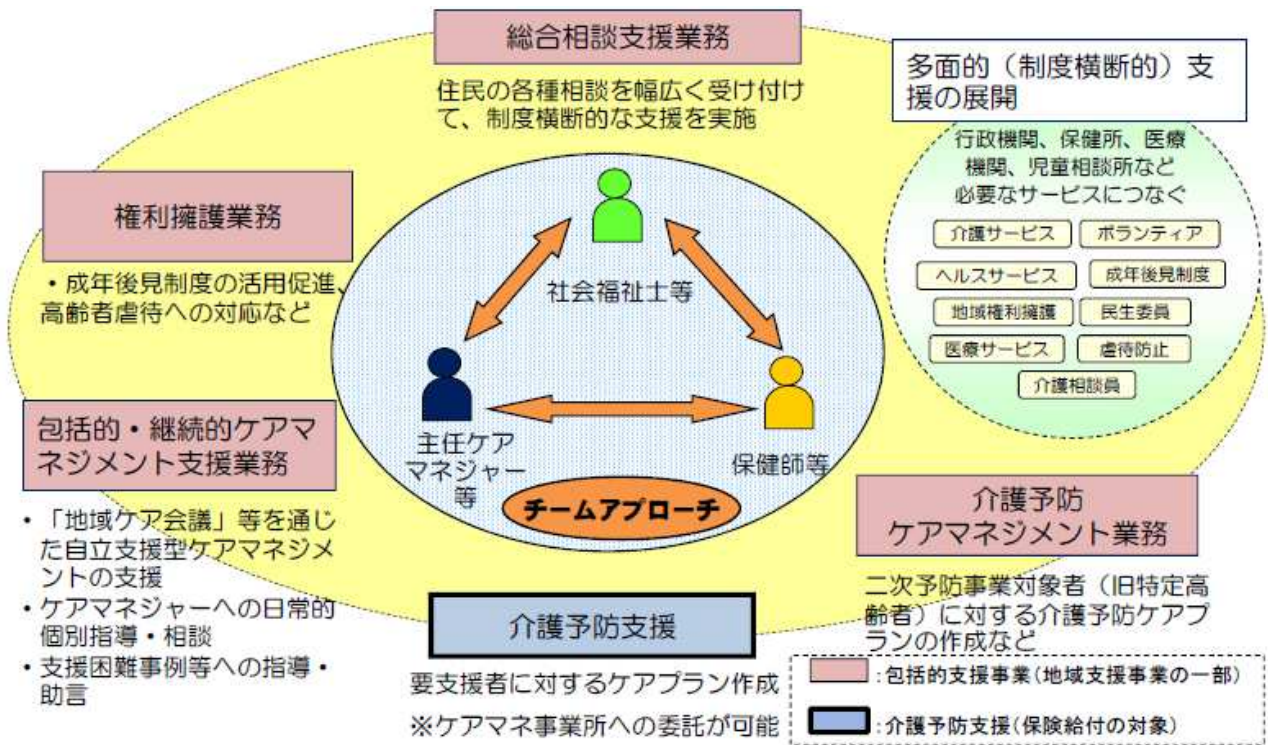 総合相談支援業務
住民の各種相談を幅広く受け付け
て、制度横断的な支援を実施
多面的（制度横断的）支
援の展開
行政機関、保健所、医療
機関、児童相談所など
必要なサービスにつなぐ
介護サービス
ボランティア
ヘルスサービス
成年後見制度
地域権利擁護
民生委員
医療サービス
虐待防止
介護相談員
権利擁護業務
・成年後見制度の活用促進、
高齢者虐待への対応など
社会福祉士等
主任ケア
マネジャー
等
保健師等
チームアプローチ
包括的・継続的ケアマ
ネジメント支援業務
・「地域ケア会議」等を通じ
た自立支援型ケアマネジメ
ントの支援
・ケアマネジャーへの日常的
個別指導・相談
・支援困難事例等への指導・
助言
介護予防支援
要支援者に対するケアプラン作成
※ケアマネ事業所への委託が可能
介護予防
ケアマネジメント業務
二次予防事業対象者（旧特定高
齢者）に対する介護予防ケアプ
ランの作成など
：包括的支援事業（地域支援事業の一部）
：介護予防支援（保険給付の対象）